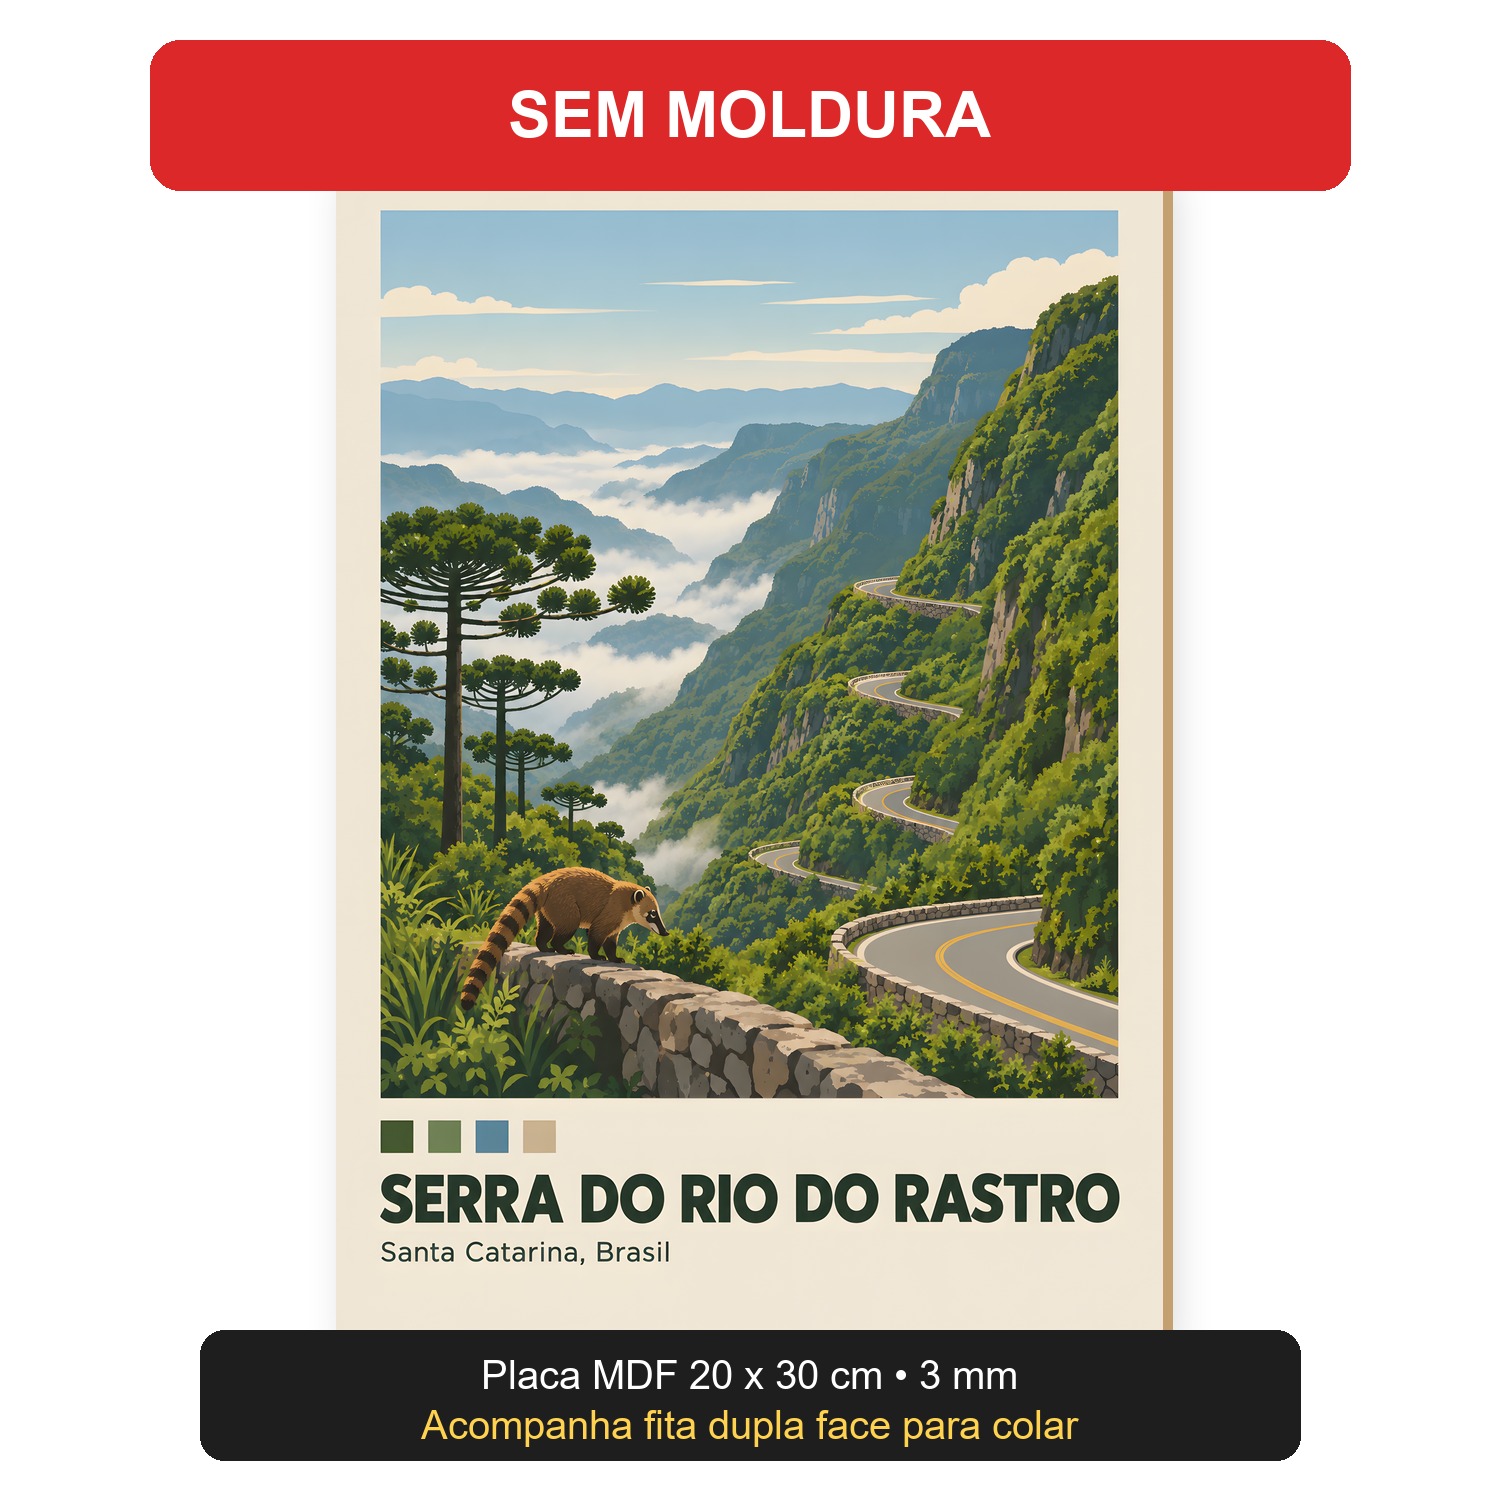 SEM MOLDURA
SERRA DO RIO DO RASTRO
Santa Catarina, Brasil
Placa MDF 20 x 30 cm • 3 mm
Acompanha fita dupla face para colar